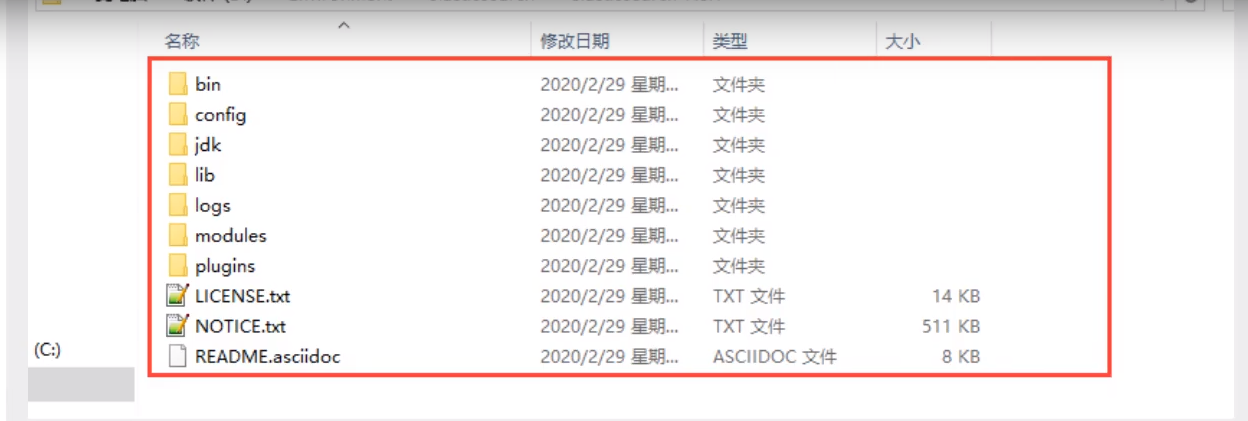 名称 修改日期 类型 大小
bin 2020/2/29 星期... 文件夹
config 2020/2/29 星期... 文件夹
jdk 2020/2/29 星期... 文件夹
lib 2020/2/29 星期... 文件夹
logs 2020/2/29 星期... 文件夹
modules 2020/2/29 星期... 文件夹
plugins 2020/2/29 星期... 文件夹
LICENSE.txt 2020/2/29 星期... TXT 文件 14 KB
NOTICE.txt 2020/2/29 星期... TXT 文件 511 KB
README.asciidoc 2020/2/29 星期... ASCIIDOC 文件 8 KB
(C:)